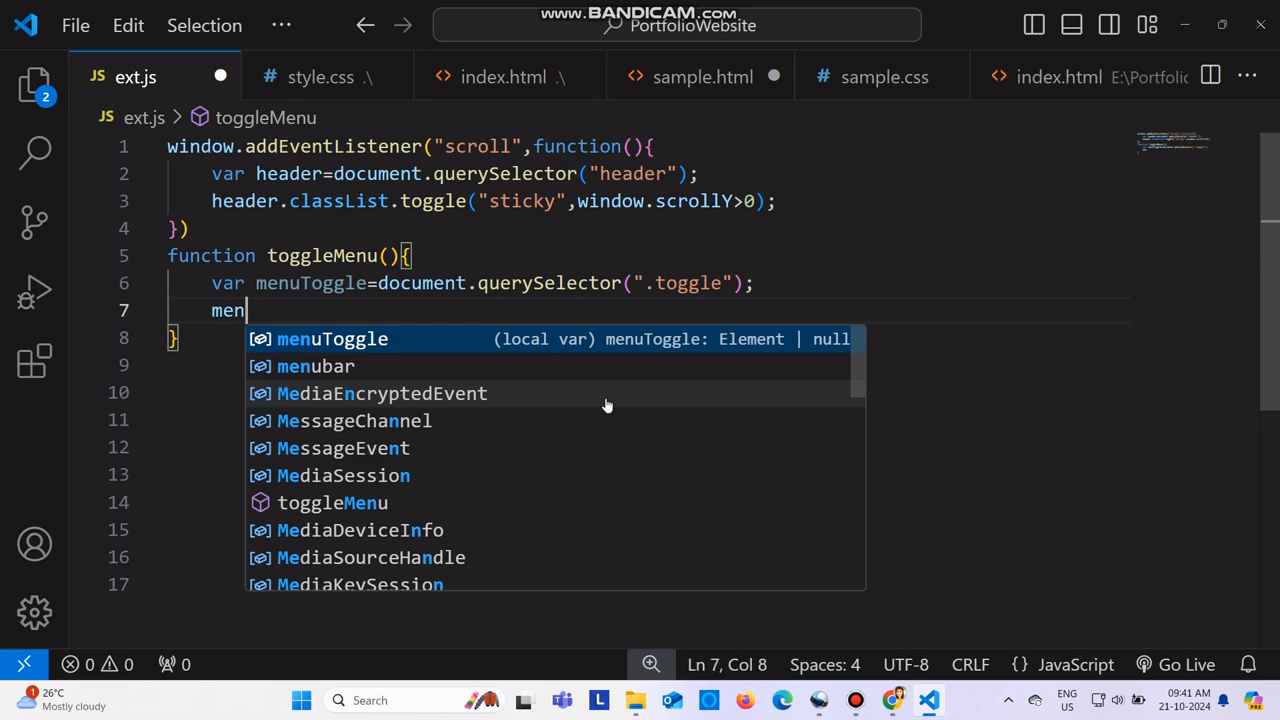 www.BANDICAM.com
File Edit Selection ··· PortfolioWebsite
JS ext.js # style.css .\ <> index.html .\ <> sample.html # sample.css <> index.html E:\Portfolic
2
JS ext.js > toggleMenu
1 window.addEventListener("scroll",function(){
2 var header=document.querySelector("header");
3 header.classList.toggle("sticky",window.scrollY>0);
4 })
5 function toggleMenu(){
6 var menuToggle=document.querySelector(".toggle");
7 men
8 }
menuToggle (local var) menuToggle: Element | null
9 menubar
10 MediaEncryptedEvent
11 MessageChannel
12 MessageEvent
13 MediaSession
14 toggleMenu
15 MediaDeviceInfo
16 MediaSourceHandle
17 MediaKeySession
0 0 0 Ln 7, Col 8 Spaces: 4 UTF-8 CRLF {} JavaScript Go Live
1 26°C
Mostly cloudy
Search
L
ENG
US
09:41 AM
21-10-2024
PRE